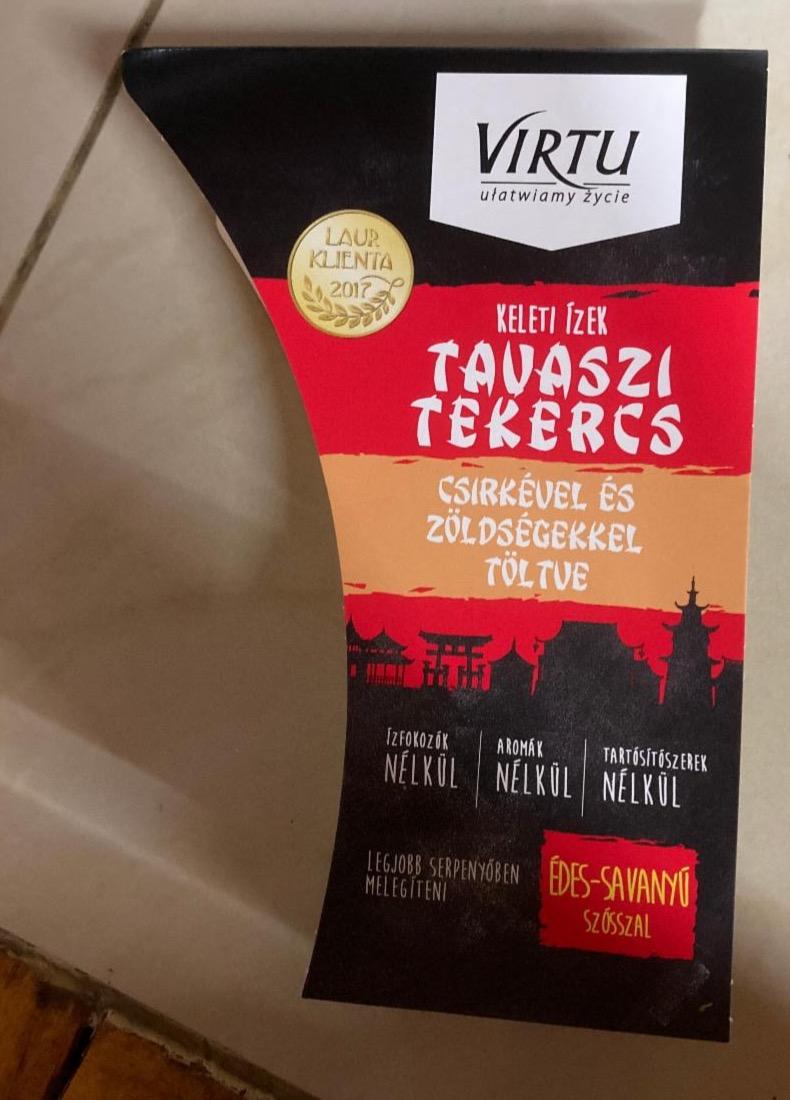 VIRTU
ułatwiamy życie
LAUR
KLIENTA
2017
KELETI ÍZEK
TAVASZI
TEKERCS
CSIRKÉVEL ÉS
ZÖLDSÉGEKKEL
TÖLTVE
ÍZFOKOZÓK
NÉLKÜL
AROMÁK
NÉLKÜL
TARTÓSÍTÓSZEREK
NÉLKÜL
LEGJOBB SERPENYŐBEN
MELEGÍTENI
ÉDES-SAVANYÚ
SZÓSSZAL